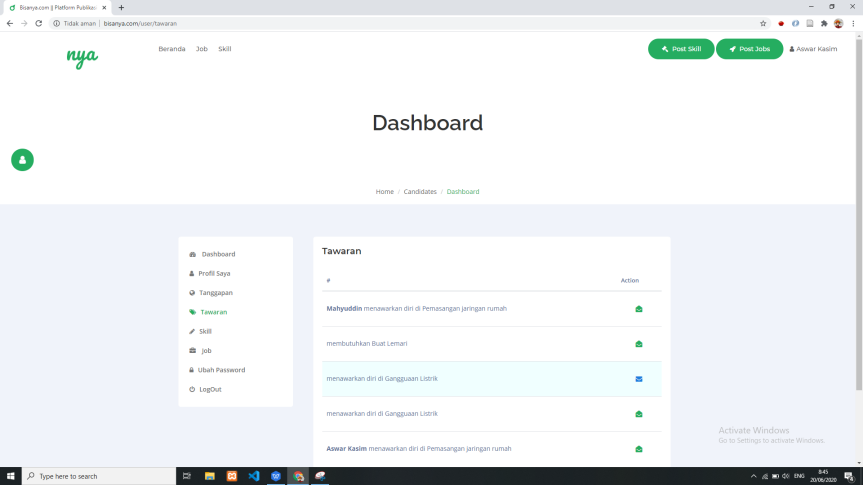 Bisanya.com || Platform Publikas
Tidak aman | bisanya.com/user/tawaran
nya
Beranda Job Skill
Post Skill Post Jobs Aswar Kasim
Dashboard
Home / Candidates / Dashboard
Dashboard
Profil Saya
Tanggapan
Tawaran
Skill
Job
Ubah Password
LogOut
Tawaran
# Action
Mahyuddin menawarkan diri di Pemasangan jaringan rumah
membutuhkan Buat Lemari
menawarkan diri di Gangguaan Listrik
menawarkan diri di Gangguaan Listrik
Aswar Kasim menawarkan diri di Pemasangan jaringan rumah
Activate Windows
Go to Settings to activate Windows.
Type here to search
ENG
8:45
20/06/2020